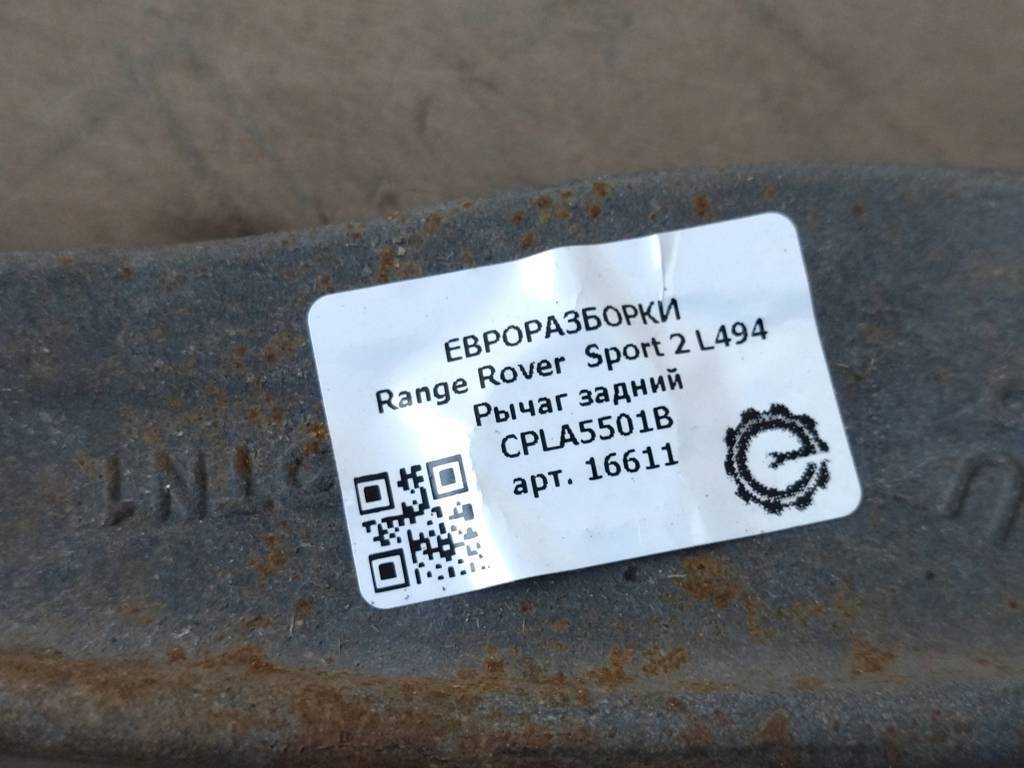 ЕВРОРАЗБОРКИ
Range Rover Sport 2 L494
Рычаг задний
CPLA5501B
арт. 16611